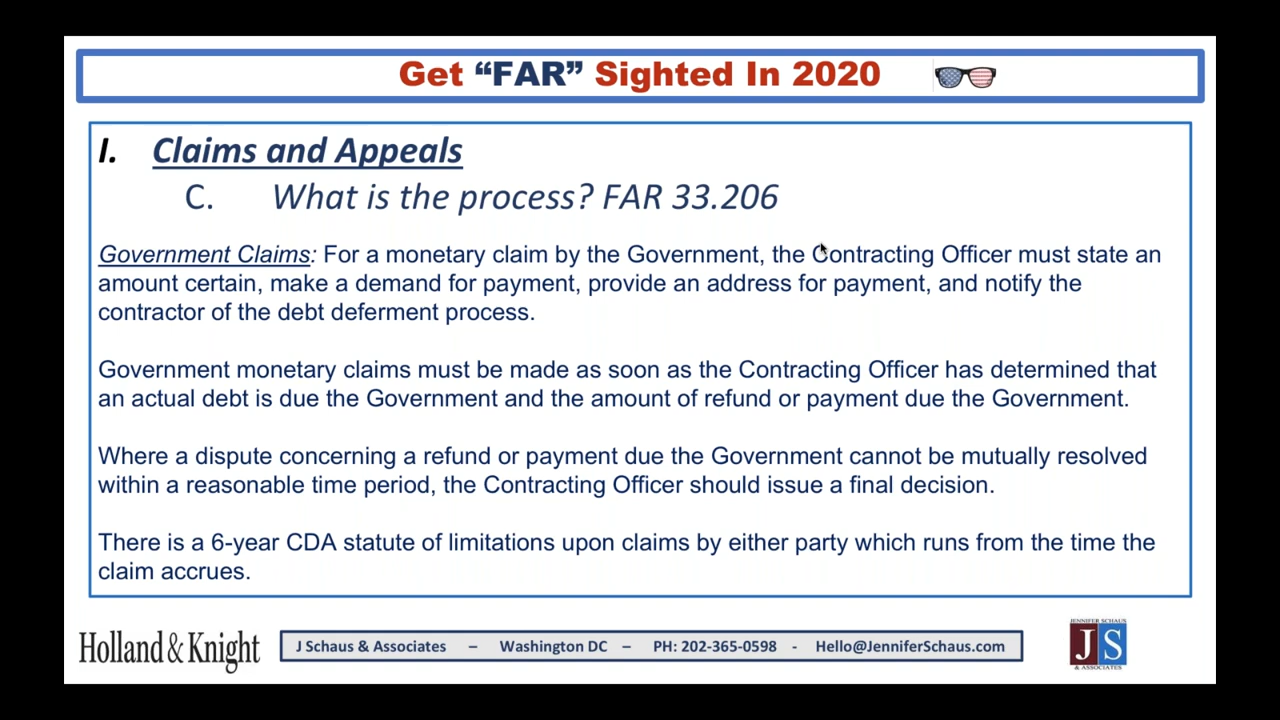 Get “FAR” Sighted In 2020
I. Claims and Appeals
C. What is the process? FAR 33.206
Government Claims: For a monetary claim by the Government, the Contracting Officer must state an
amount certain, make a demand for payment, provide an address for payment, and notify the
contractor of the debt deferment process.
Government monetary claims must be made as soon as the Contracting Officer has determined that
an actual debt is due the Government and the amount of refund or payment due the Government.
Where a dispute concerning a refund or payment due the Government cannot be mutually resolved
within a reasonable time period, the Contracting Officer should issue a final decision.
There is a 6-year CDA statute of limitations upon claims by either party which runs from the time the
claim accrues.
Holland & Knight
J Schaus & Associates – Washington DC – PH: 202-365-0598 - Hello@JenniferSchaus.com
JENNIFER SCHAUS
JS
& ASSOCIATES